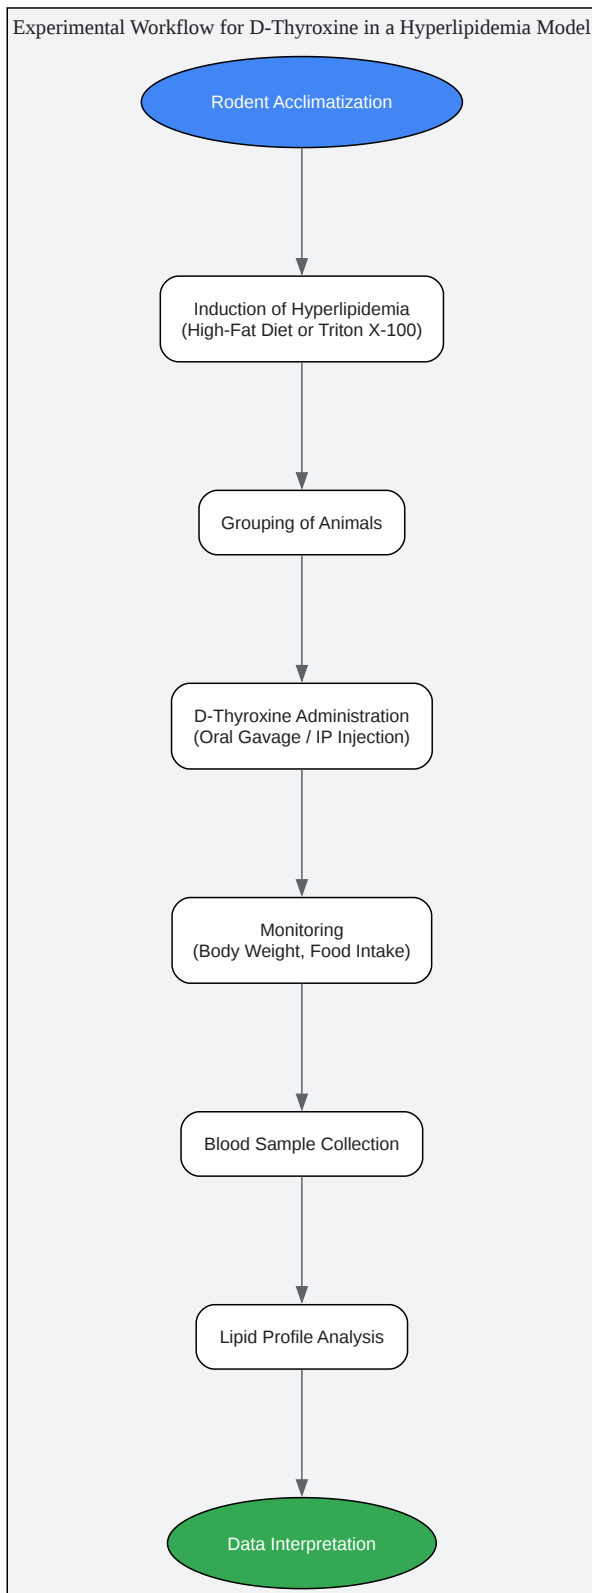 Experimental Workflow for D-Thyroxine in a Hyperlipidemia Model
Rodent Acclimatization
Induction of Hyperlipidemia
(High-Fat Diet or Triton X-100)
Grouping of Animals
D-Thyroxine Administration
(Oral Gavage / IP Injection)
Monitoring
(Body Weight, Food Intake)
Blood Sample Collection
Lipid Profile Analysis
Data Interpretation